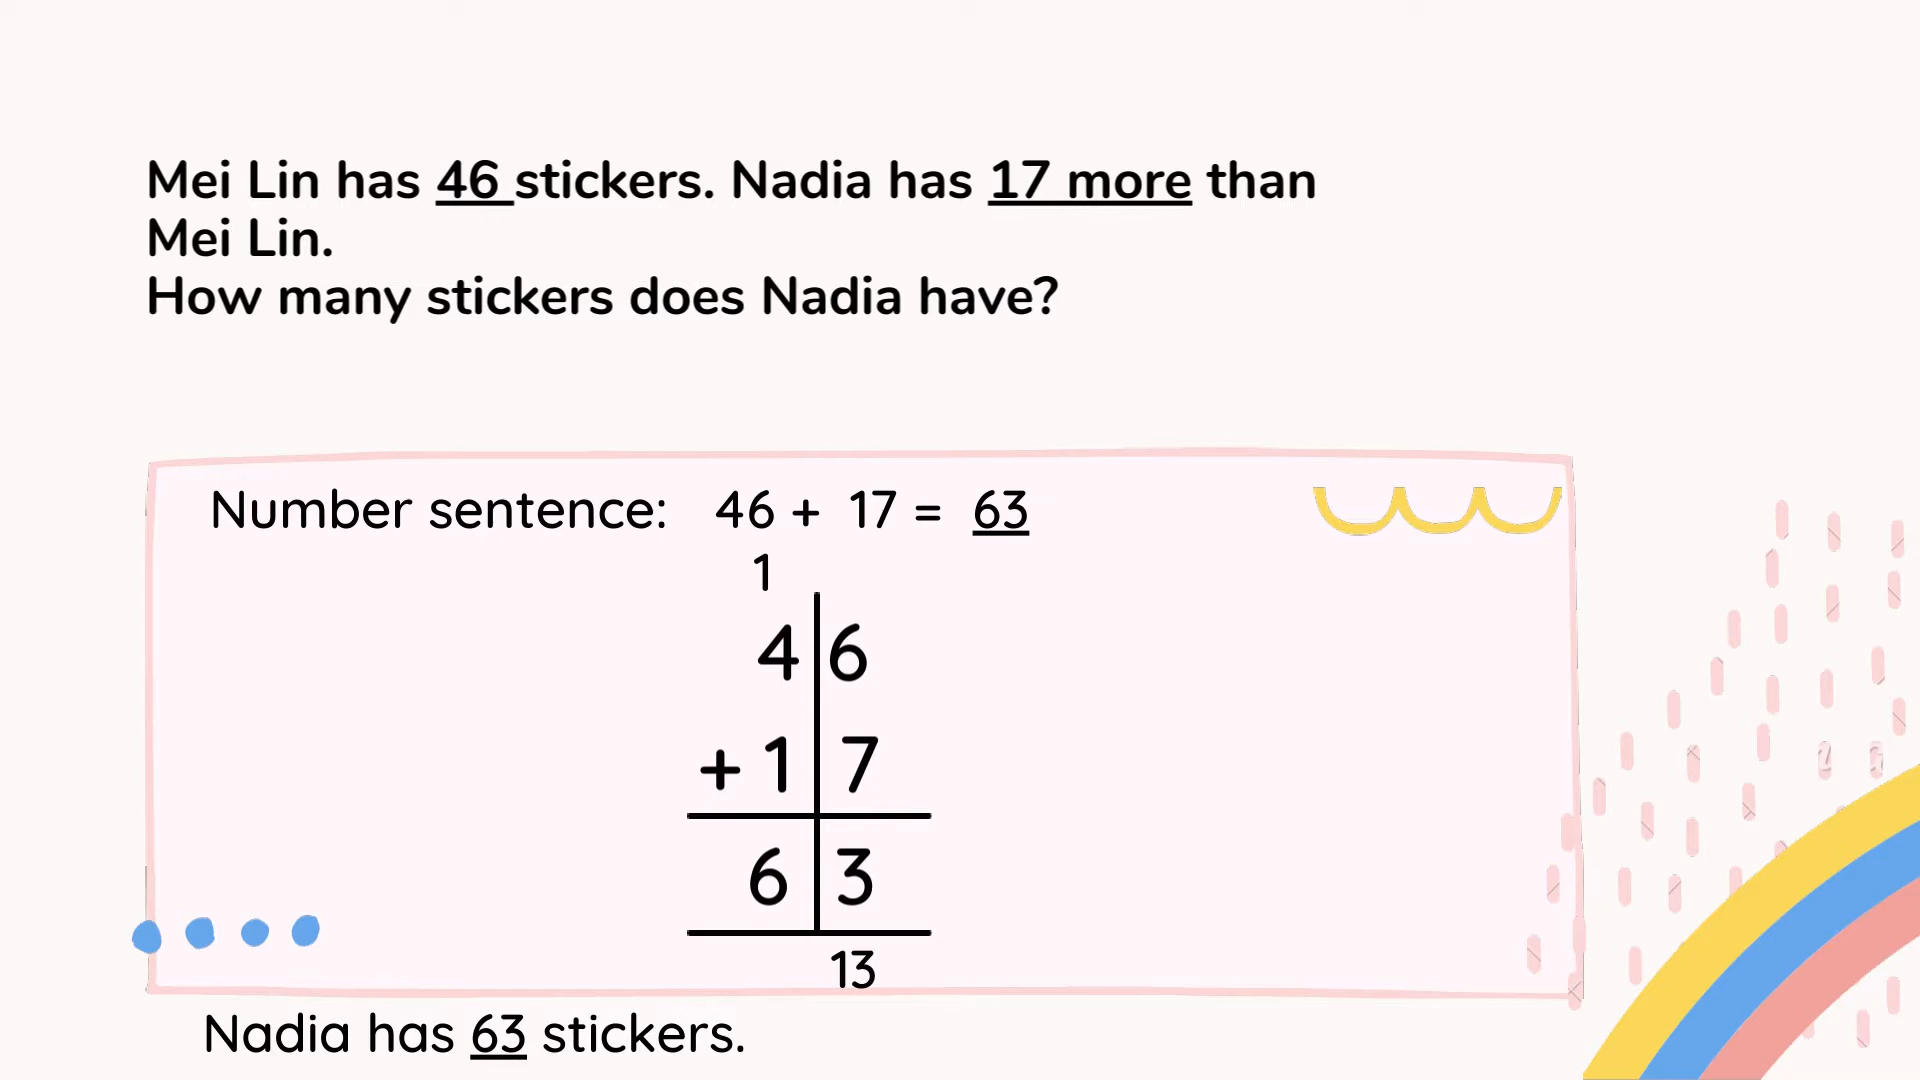 Mei Lin has 46 stickers. Nadia has 17 more than
Mei Lin.
How many stickers does Nadia have?
Number sentence: 46 + 17 = 63
1
4 6
+ 1 7
6 3
13
Nadia has 63 stickers.